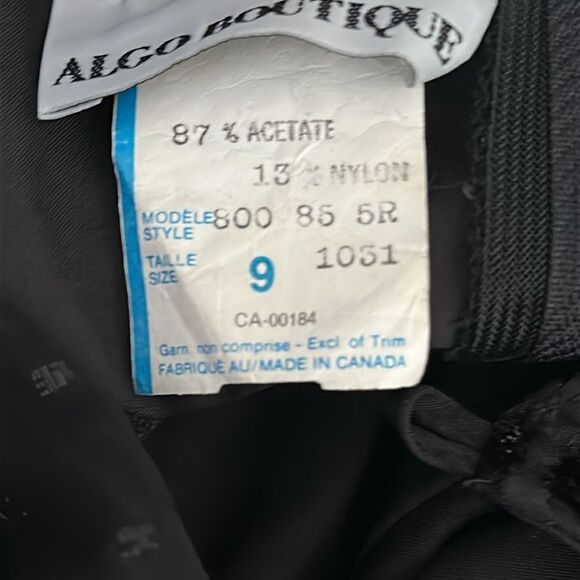 ALGO BOUTIQUE
87 % ACETATE
13 % NYLON
MODÈLE 800 85 5R
STYLE
TAILLE 9 1031
SIZE
CA-00184
Garn. non comprise - Excl of Trim
FABRIQUÉ AU/MADE IN CANADA